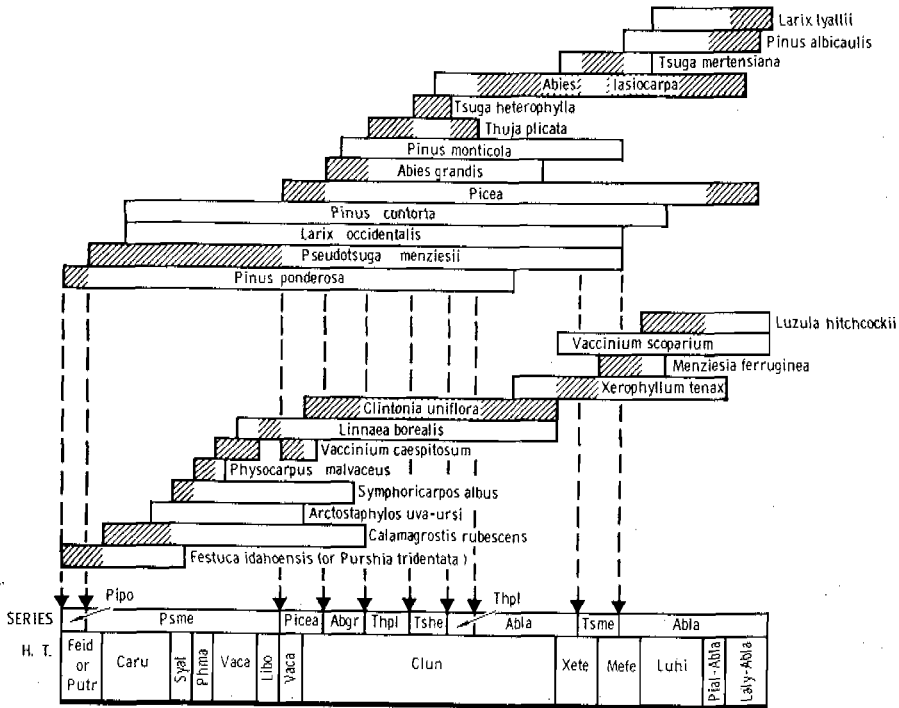 Larix lyallii
Pinus albicaulis
Tsuga mertensiana
Abies lasiocarpa
Tsuga heterophylla
Thuja plicata
Pinus monticola
Abies grandis
Picea
Pinus contorta
Larix occidentalis
Pseudotsuga menziesii
Pinus ponderosa
Luzula hitchcockii
Vaccinium scoparium
Menziesia ferruginea
Xerophyllum tenax
Clintonia uniflora
Linnaea borealis
Vaccinium caespitosum
Physocarpus malvaceus
Symphoricarpos albus
Arctostaphylos uva-ursi
Calamagrostis rubescens
Festuca idahoensis (or Purshia tridentata)
Pipo
Thpl
SERIES Psme Picea Abgr Thpl Tshe Abla Tsme Abla
H. T. Feid or Putr Caru Syal Phma Vaca Libo Vaca Clun Xete Mefe Luhi Pial-Abla Laly-Abla